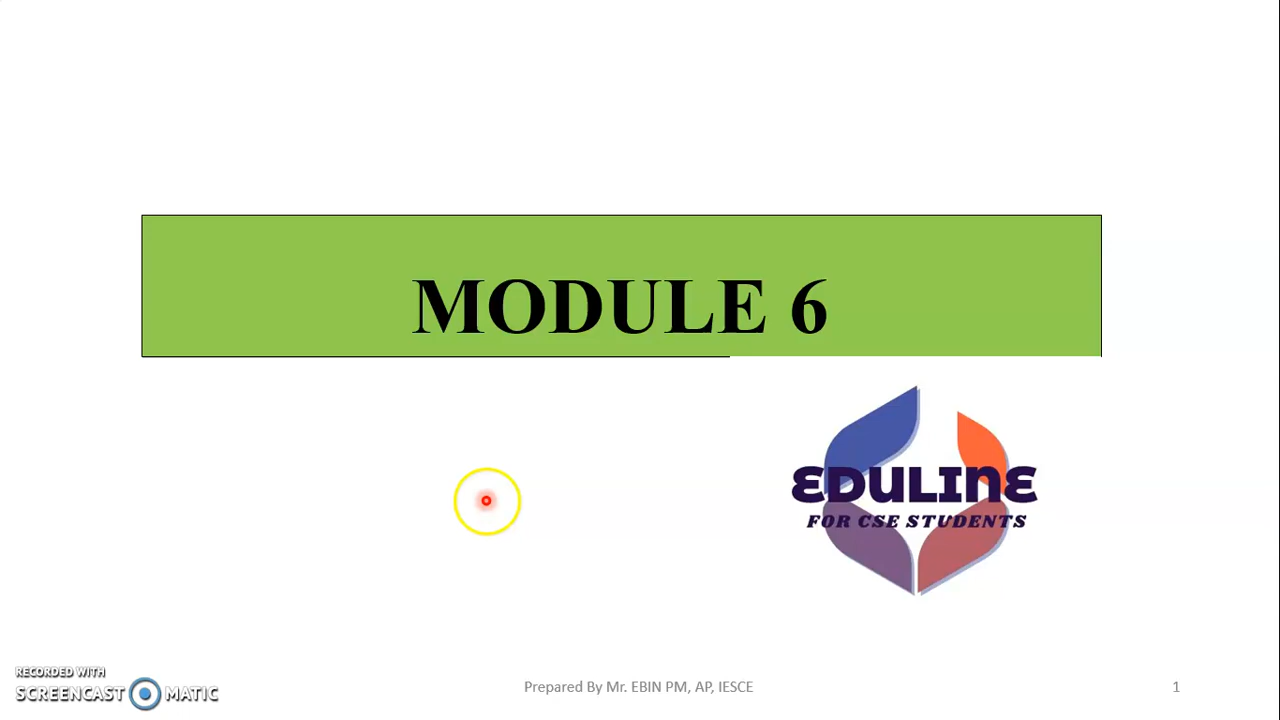 MODULE 6
EDULINE
FOR CSE STUDENTS
RECORDED WITH
SCREENCAST MATIC
Prepared By Mr. EBIN PM, AP, IESCE
1